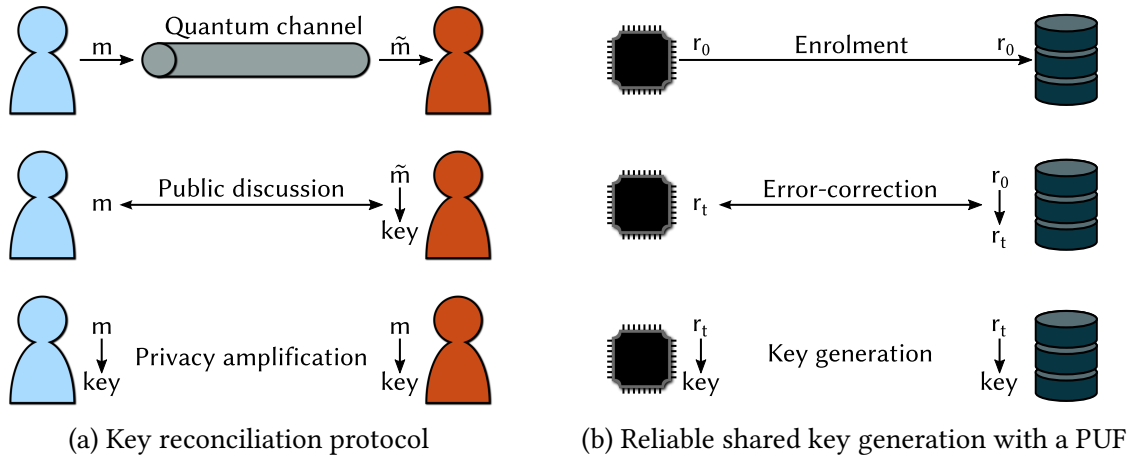 m
Quantum channel
m̃
m
Public discussion
m̃
key
m
key
Privacy amplification
m
key
(a) Key reconciliation protocol
r₀
Enrolment
r₀
rₜ
Error-correction
r₀
rₜ
rₜ
key
Key generation
rₜ
key
(b) Reliable shared key generation with a PUF